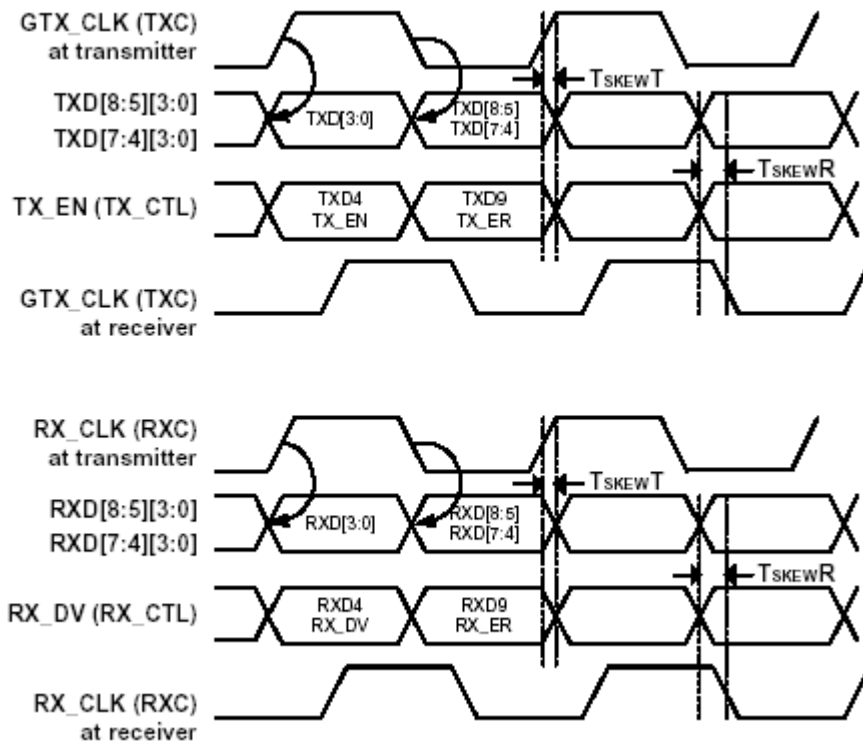 GTX_CLK (TXC)
at transmitter
TSKEWT
TXD[8:5][3:0]
TXD[7:4][3:0]
TXD[3:0]
TXD[8:5]
TXD[7:4]
TSKEWR
TX_EN (TX_CTL)
TXD4
TX_EN
TXD9
TX_ER
GTX_CLK (TXC)
at receiver
RX_CLK (RXC)
at transmitter
TSKEWT
RXD[8:5][3:0]
RXD[7:4][3:0]
RXD[3:0]
RXD[8:5]
RXD[7:4]
TSKEWR
RX_DV (RX_CTL)
RXD4
RX_DV
RXD9
RX_ER
RX_CLK (RXC)
at receiver